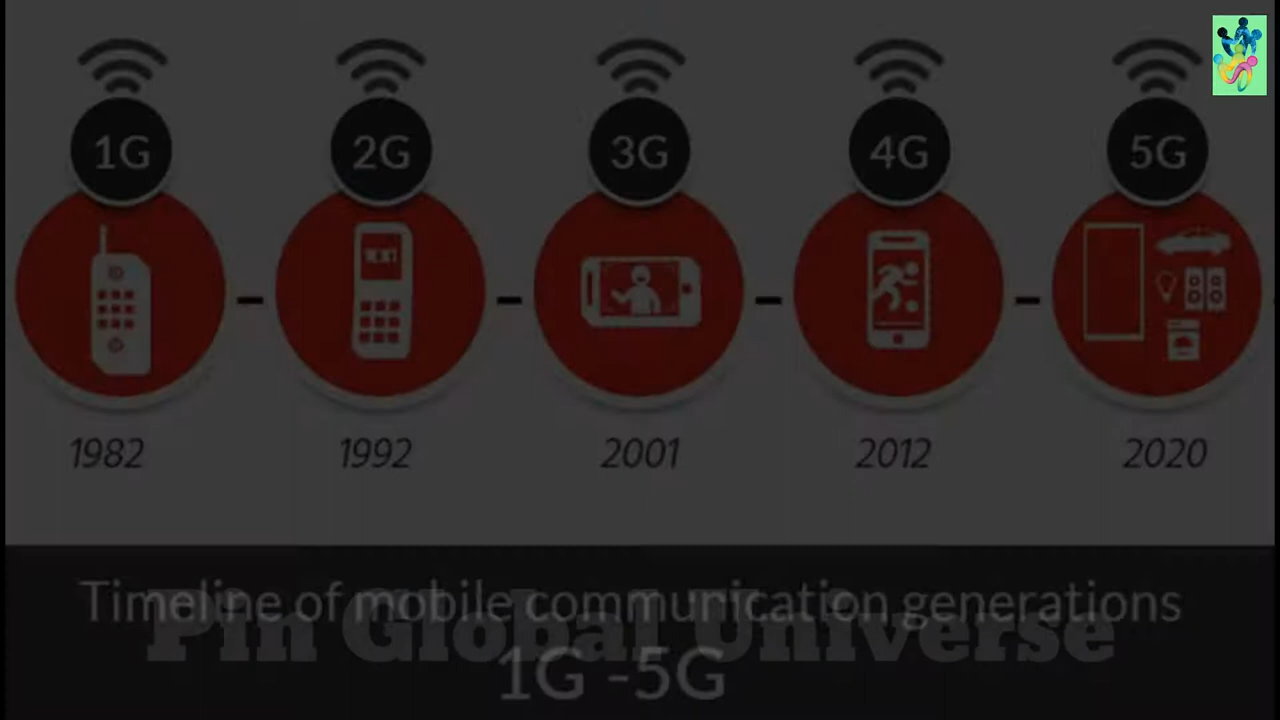 1G 2G 3G 4G 5G
TEXT
1982 1992 2001 2012 2020
Timeline of mobile communication generations
Pin Global Universe
1G -5G